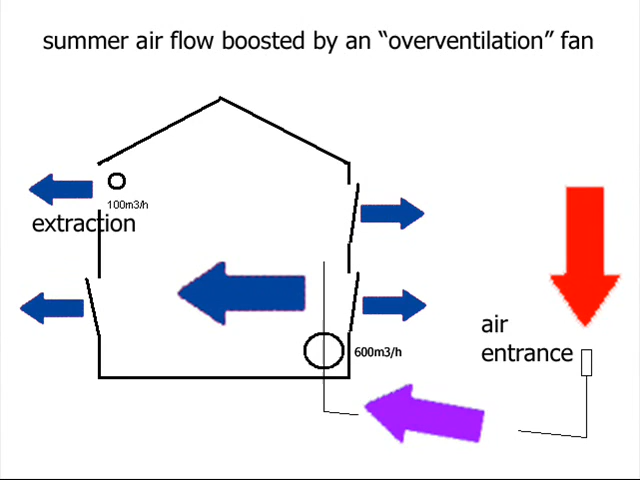 summer air flow boosted by an “overventilation” fan
100m3/h
extraction
air
entrance
600m3/h